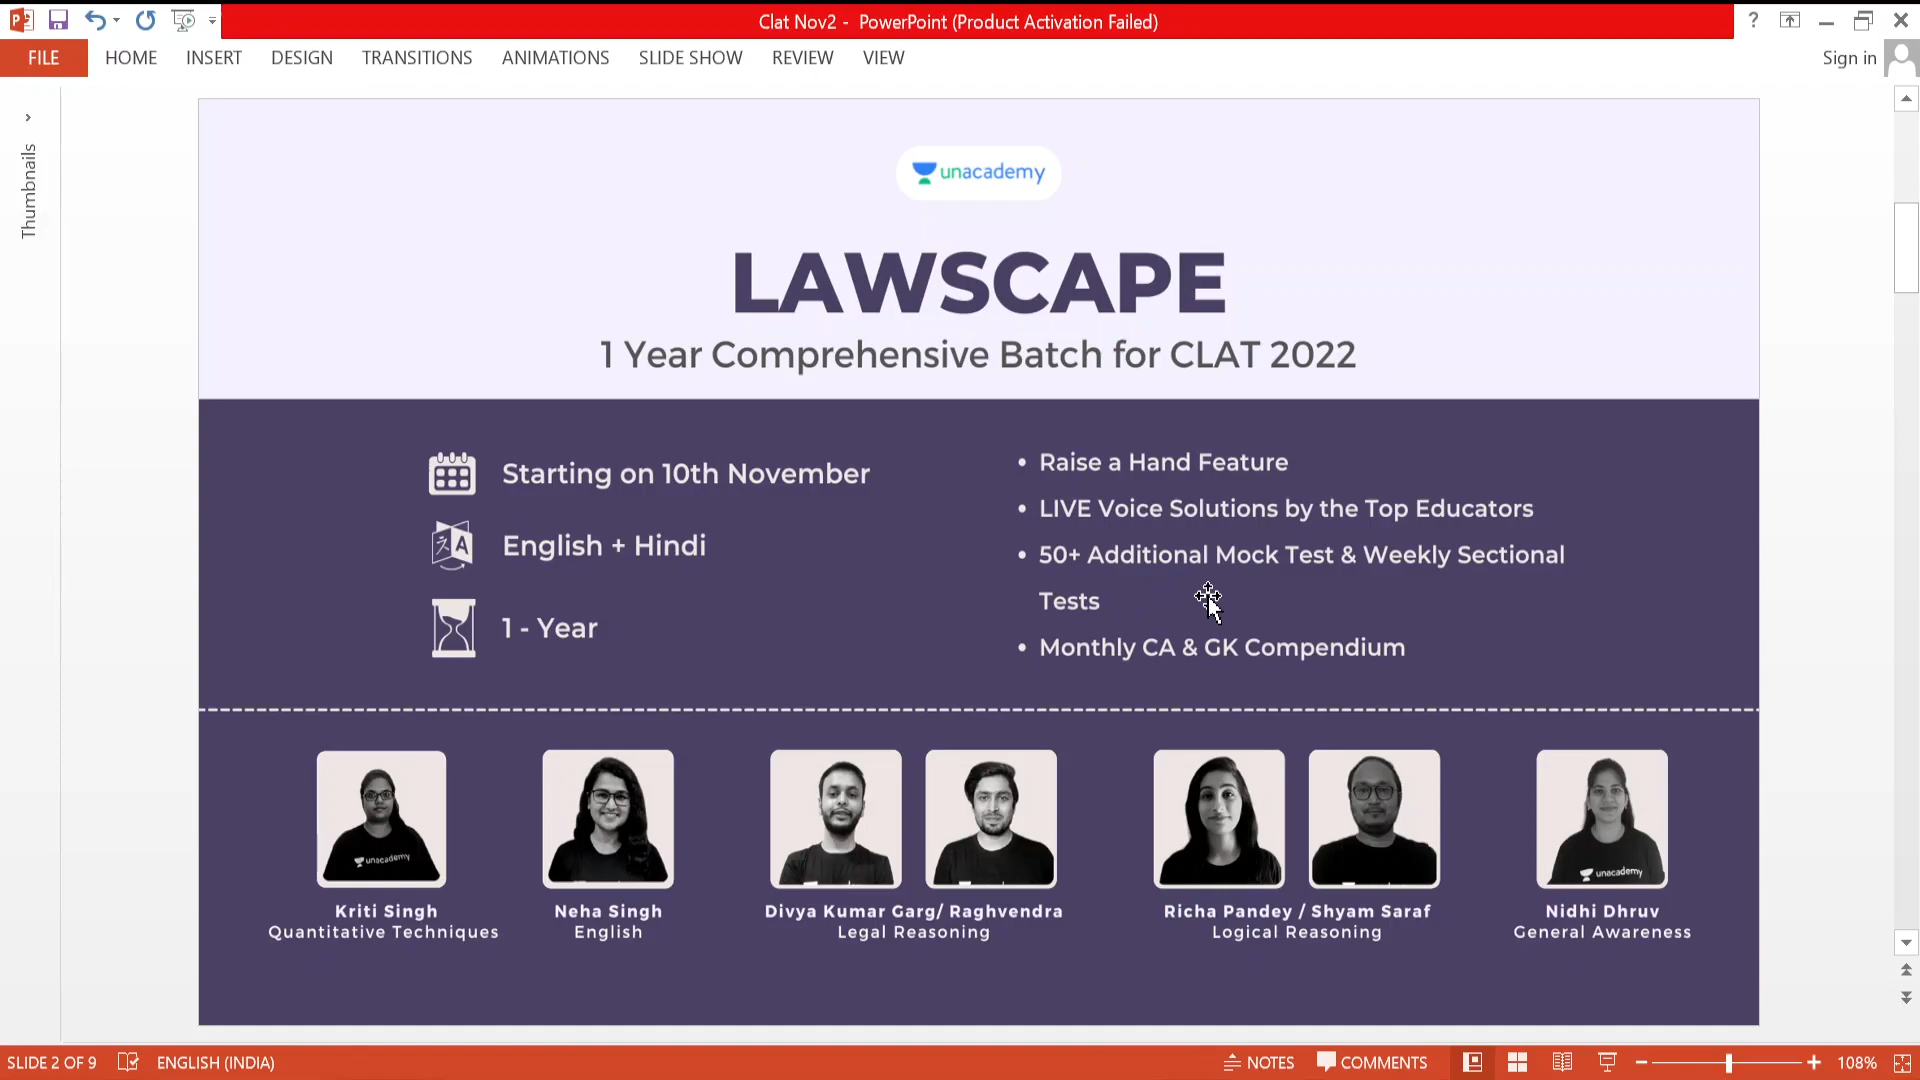 Clat Nov2 - PowerPoint (Product Activation Failed)
FILE HOME INSERT DESIGN TRANSITIONS ANIMATIONS SLIDE SHOW REVIEW VIEW Sign in
Thumbnails
unacademy
LAWSCAPE
1 Year Comprehensive Batch for CLAT 2022
Starting on 10th November
English + Hindi
1 - Year
• Raise a Hand Feature
• LIVE Voice Solutions by the Top Educators
• 50+ Additional Mock Test & Weekly Sectional
Tests
• Monthly CA & GK Compendium
unacademy
unacademy
Kriti Singh
Quantitative Techniques
Neha Singh
English
Divya Kumar Garg/ Raghvendra
Legal Reasoning
Richa Pandey / Shyam Saraf
Logical Reasoning
Nidhi Dhruv
General Awareness
SLIDE 2 OF 9 ENGLISH (INDIA) NOTES COMMENTS 108%